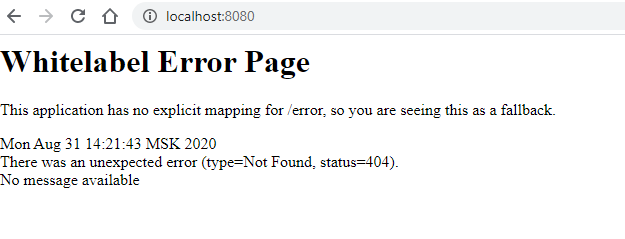 localhost:8080
Whitelabel Error Page
This application has no explicit mapping for /error, so you are seeing this as a fallback.
Mon Aug 31 14:21:43 MSK 2020
There was an unexpected error (type=Not Found, status=404).
No message available